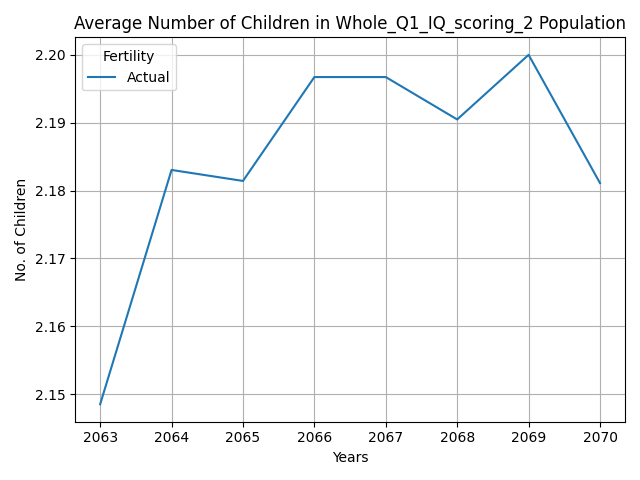 Average Number of Children in Whole_Q1_IQ_scoring_2 Population
Fertility
Actual
2.20
2.19
2.18
2.17
2.16
2.15
No. of Children
2063 2064 2065 2066 2067 2068 2069 2070
Years